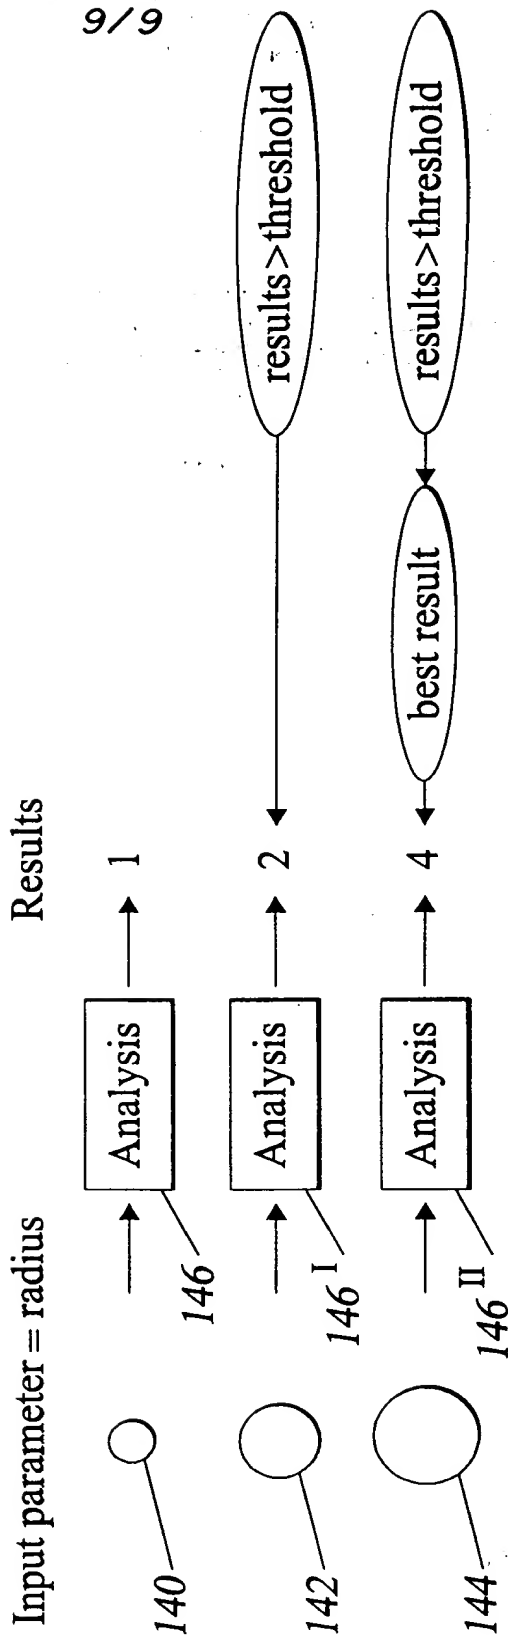 9/9
Input parameter = radius
Results
140
146
Analysis
1
142
146 I
Analysis
2
results>threshold
144
146 II
Analysis
4
best result
results>threshold